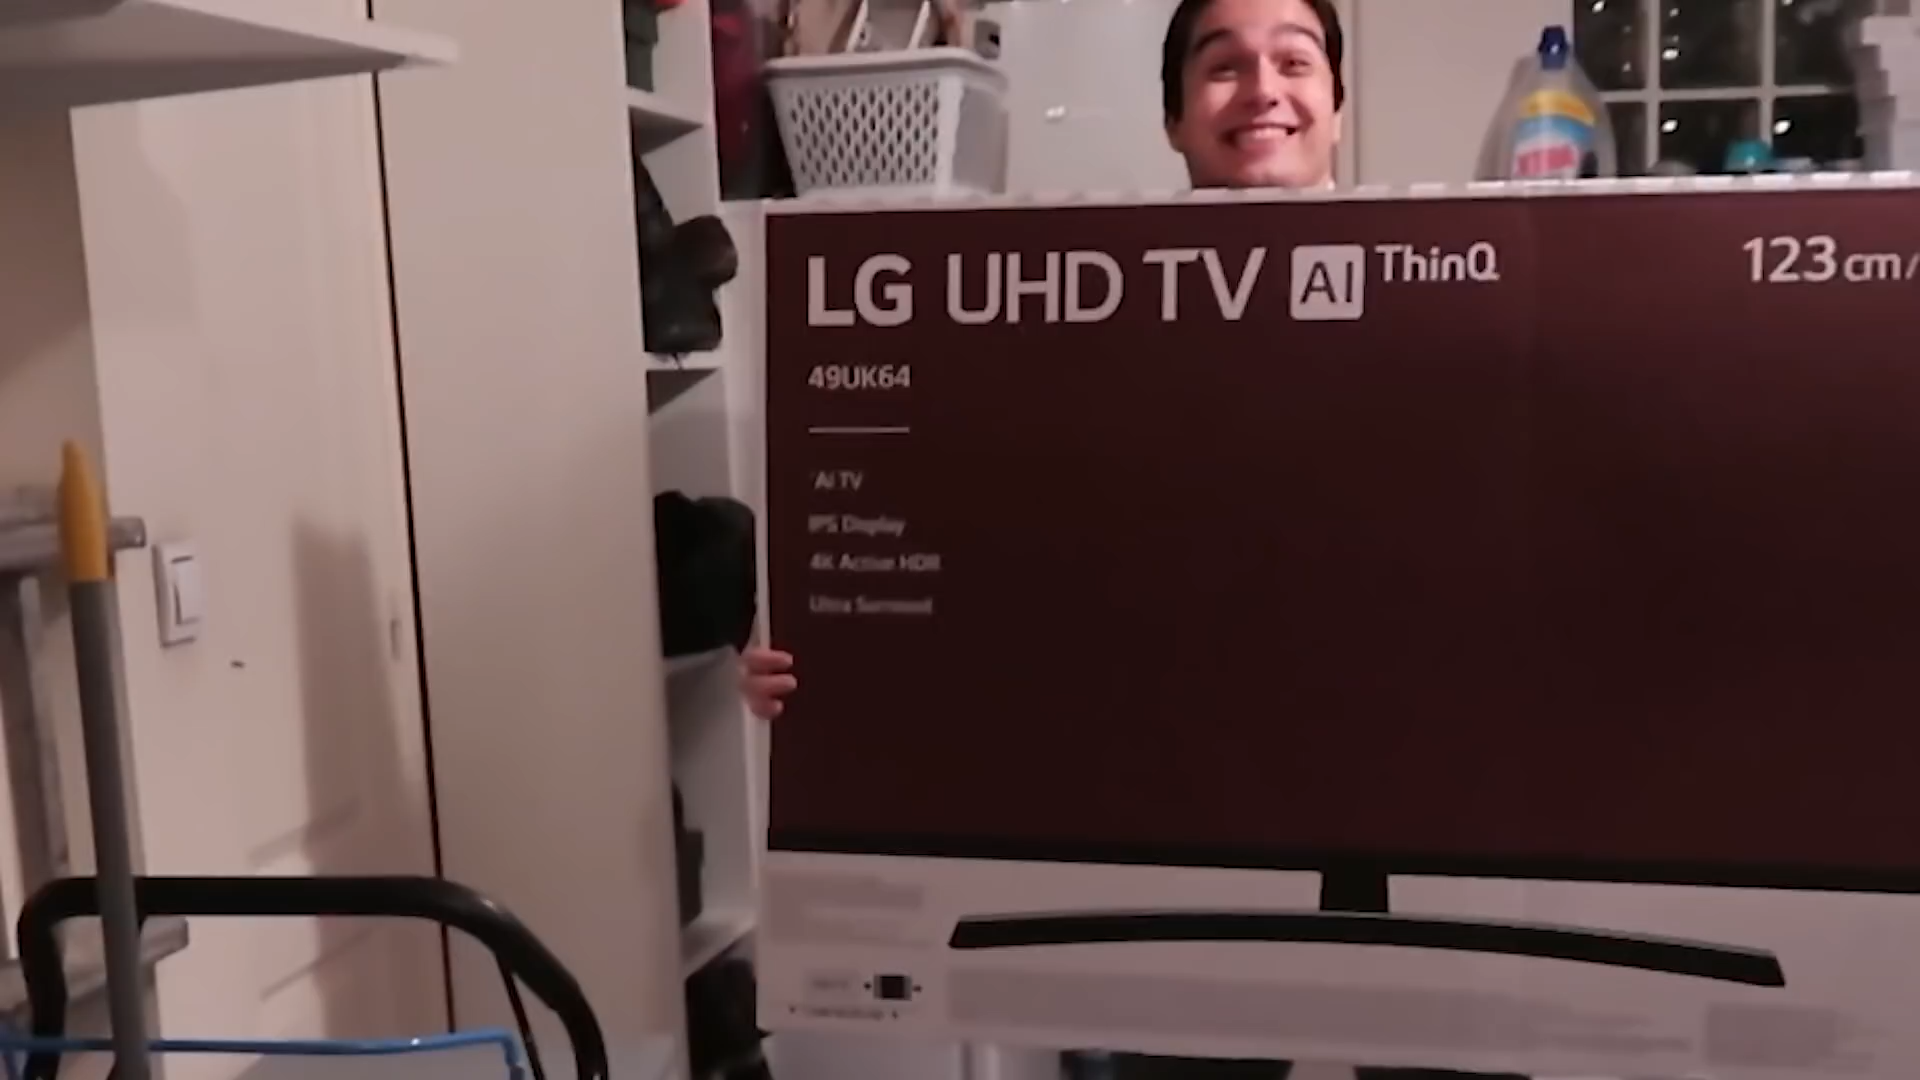 LG UHD TV AI ThinQ
123cm/
49UK64
AI TV
IPS Display
4K Active HDR
Ultra Surround